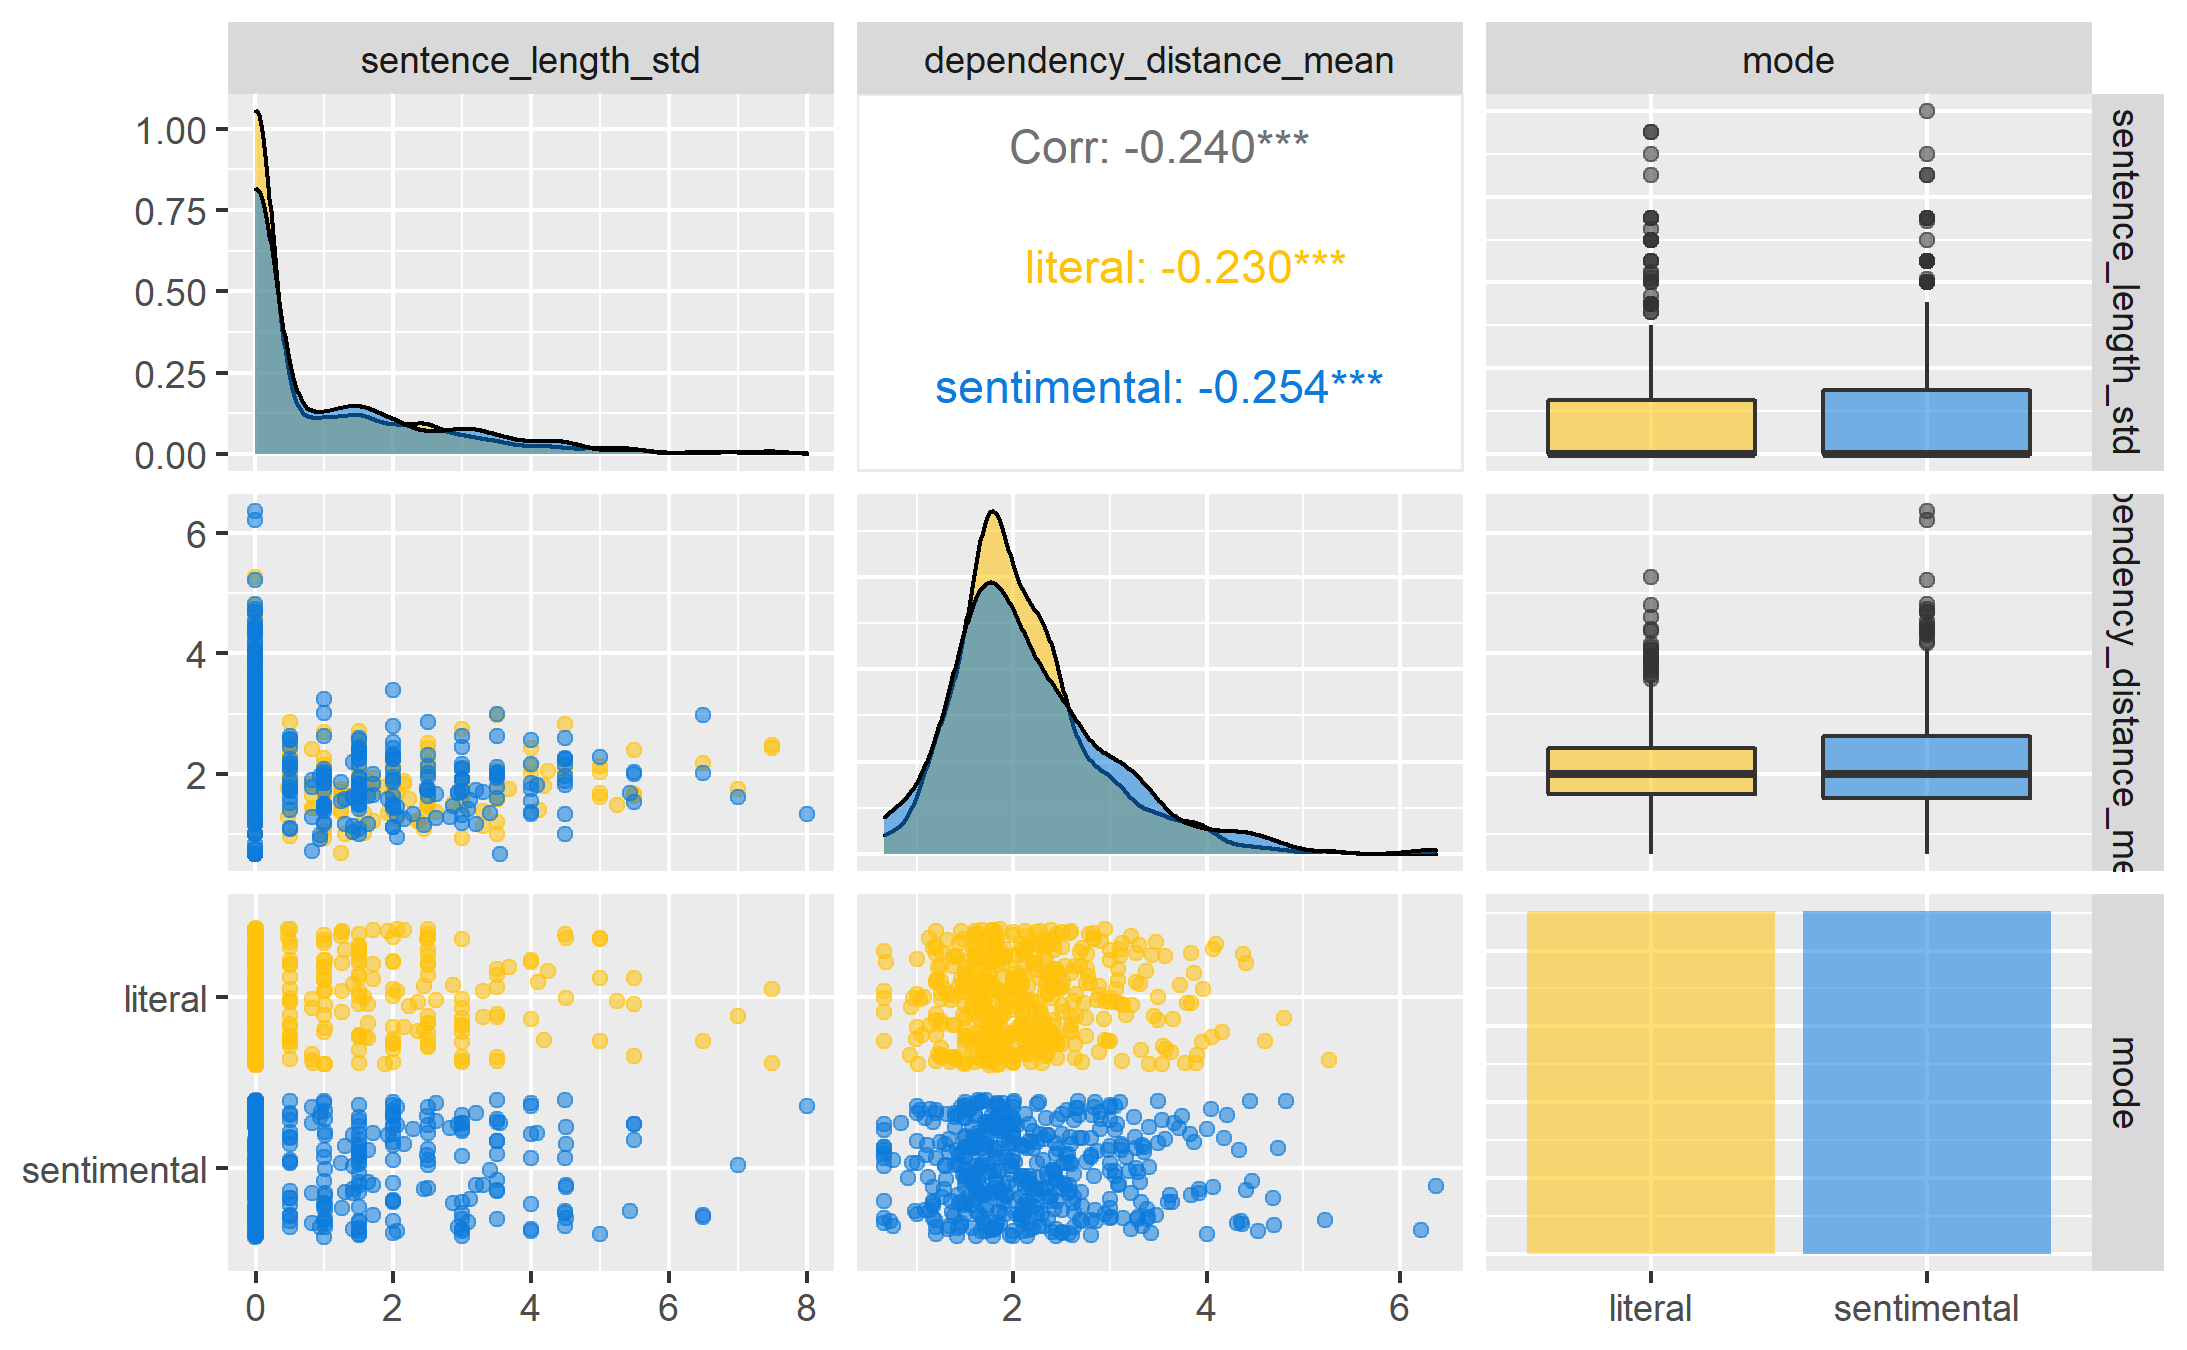 sentence_length_std
dependency_distance_mean
mode
1.00
0.75
0.50
0.25
0.00
Corr: -0.240***
literal: -0.230***
sentimental: -0.254***
sentence_length_std
6
4
2
pendency_distance_me
literal
sentimental
mode
0
2
4
6
8
2
4
6
literal
sentimental